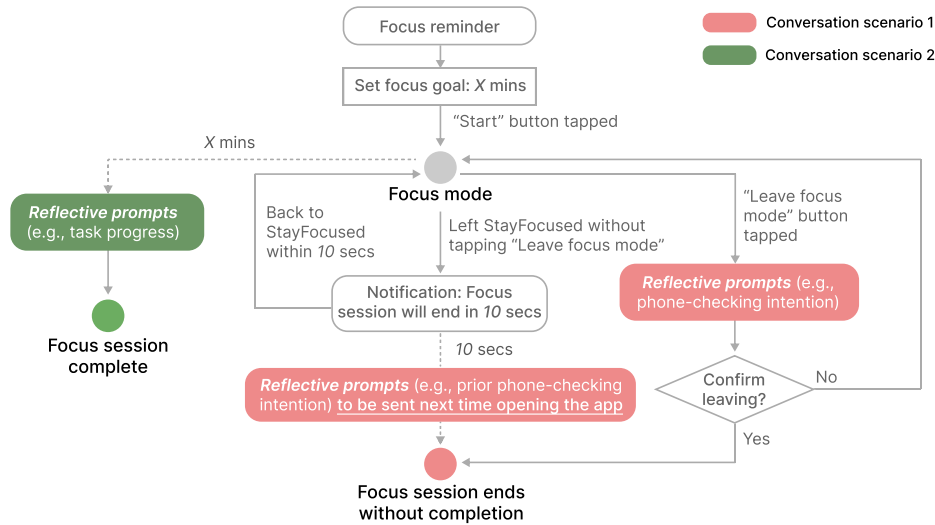 Focus reminder
Conversation scenario 1
Conversation scenario 2
Set focus goal: X mins
“Start” button tapped
X mins
Focus mode
Reflective prompts
(e.g., task progress)
Back to
StayFocused
within 10 secs
Left StayFocused without
tapping “Leave focus mode”
“Leave focus
mode” button
tapped
Notification: Focus
session will end in 10 secs
Reflective prompts (e.g.,
phone-checking intention)
Focus session
complete
10 secs
Reflective prompts (e.g., prior phone-checking
intention) to be sent next time opening the app
Confirm
leaving?
No
Yes
Focus session ends
without completion